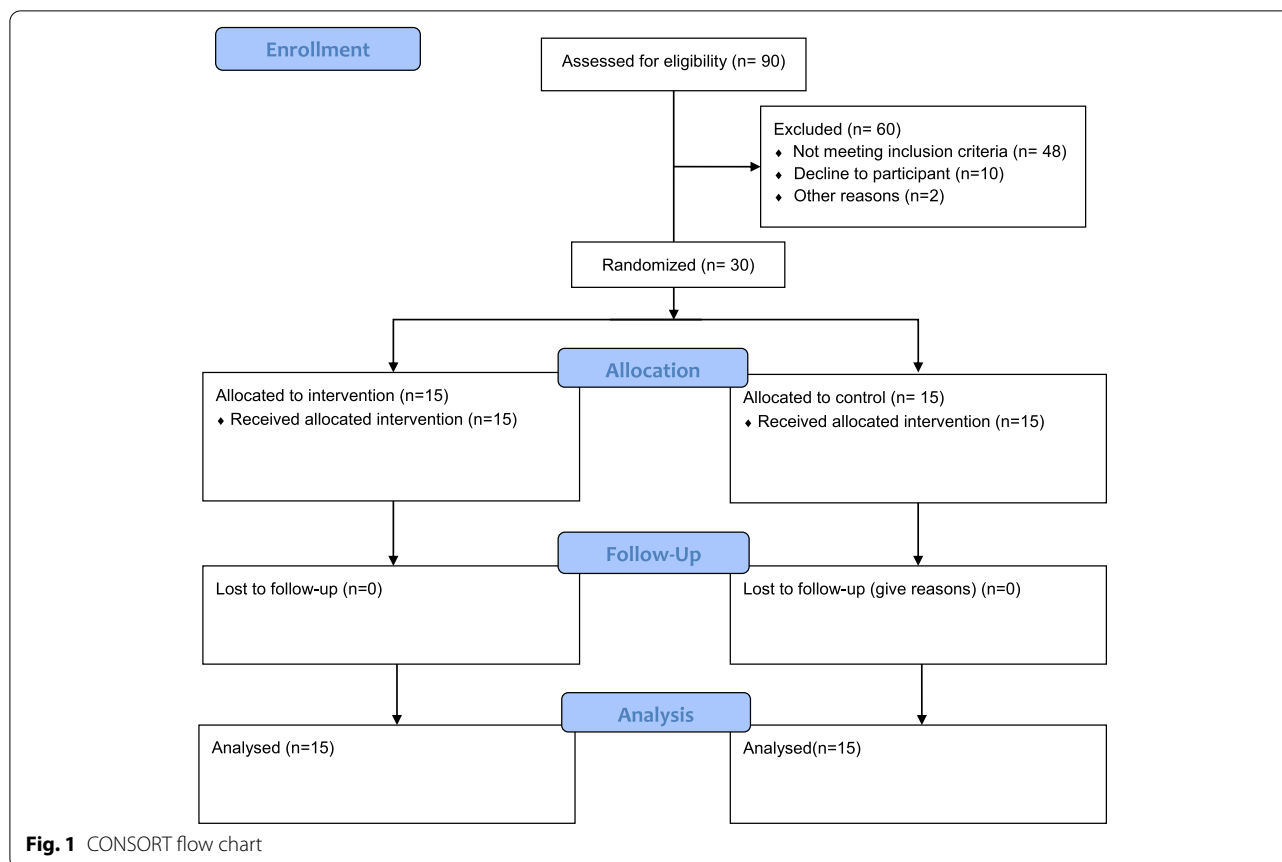 Enrollment
Assessed for eligibility (n= 90)
Excluded (n= 60)
♦ Not meeting inclusion criteria (n= 48)
♦ Decline to participant (n=10)
♦ Other reasons (n=2)
Randomized (n= 30)
Allocation
Allocated to intervention (n=15)
♦ Received allocated intervention (n=15)
Allocated to control (n= 15)
♦ Received allocated intervention (n=15)
Follow-Up
Lost to follow-up (n=0)
Lost to follow-up (give reasons) (n=0)
Analysis
Analysed (n=15)
Analysed(n=15)
Fig. 1 CONSORT flow chart